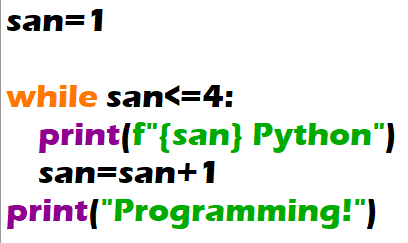 san=1
while san<=4:
print(f"{san} Python")
san=san+1
print("Programming!")